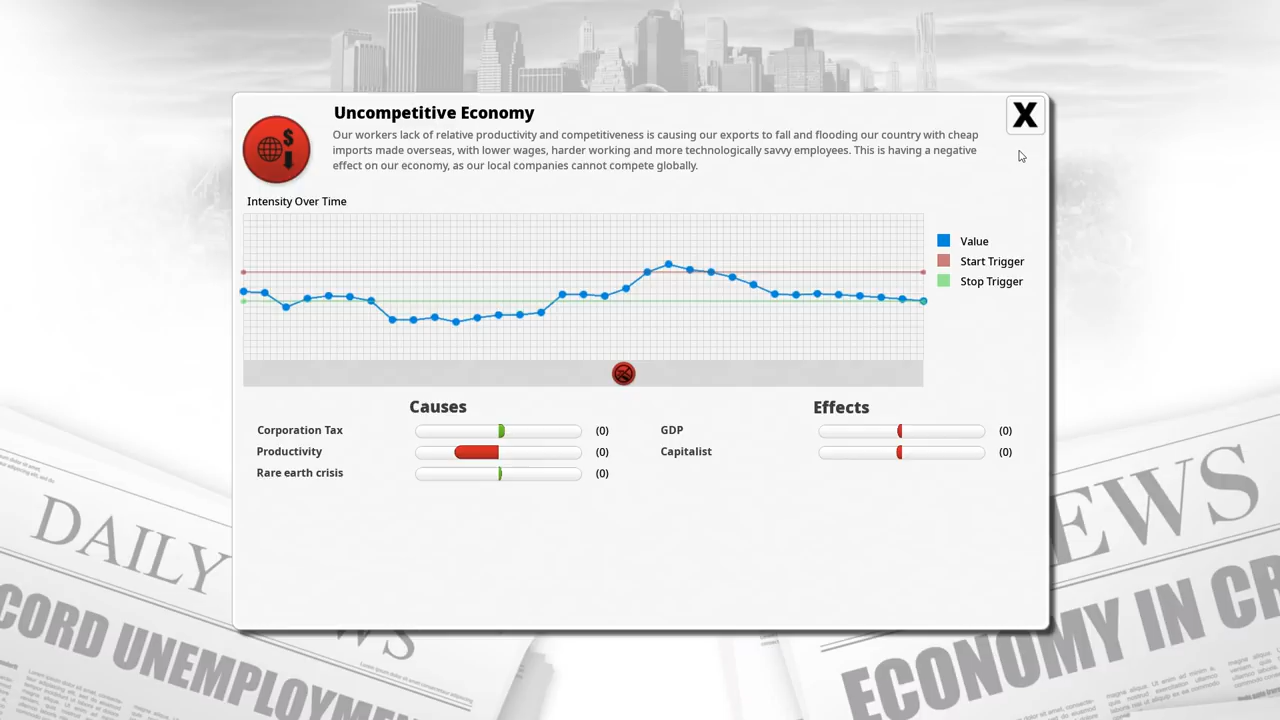 Uncompetitive Economy
X
Our workers lack of relative productivity and competitiveness is causing our exports to fall and flooding our country with cheap
imports made overseas, with lower wages, harder working and more technologically savvy employees. This is having a negative
effect on our economy, as our local companies cannot compete globally.
Intensity Over Time
Value
Start Trigger
Stop Trigger
Causes
Corporation Tax (0)
Productivity (0)
Rare earth crisis (0)
Effects
GDP (0)
Capitalist (0)
DAILY
WS
CORD UNEMPLOYME
EWS
ECONOMY IN CR